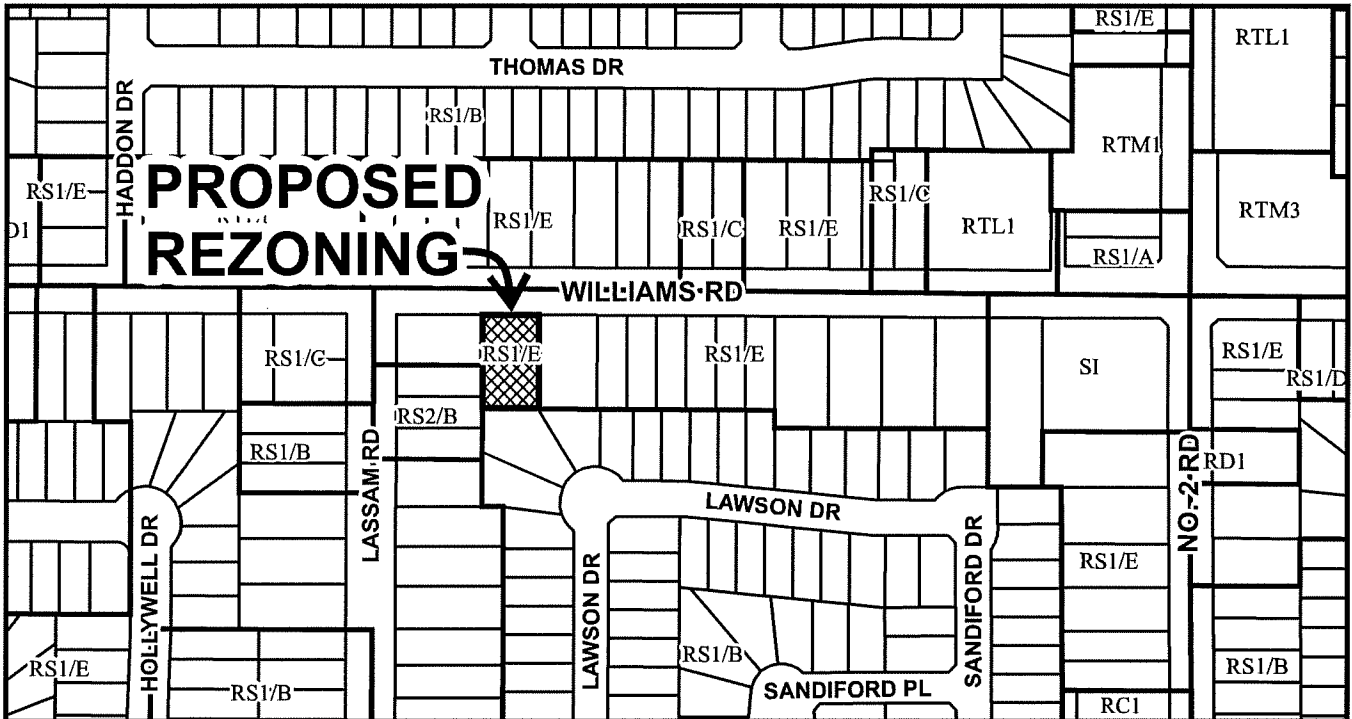 RS1/E
RTL1
THOMAS DR
HADDON DR
RS1/B
RTM1
PROPOSED
REZONING
RS1/E
RS1/E
RS1/C
RS1/E
RS1/C
RTL1
RTM3
D1
RS1/A
WILLIAMS RD
RS1/C
RS1/E
RS1/E
SI
RS1/E
RS1/D
RS2/B
RS1/B
LASSAM RD
NO. 2 RD
RD1
LAWSON DR
HOLLYWELL DR
LAWSON DR
SANDIFORD DR
RS1/E
RS1/E
RS1/B
RS1/B
RS1/B
SANDIFORD PL
RC1